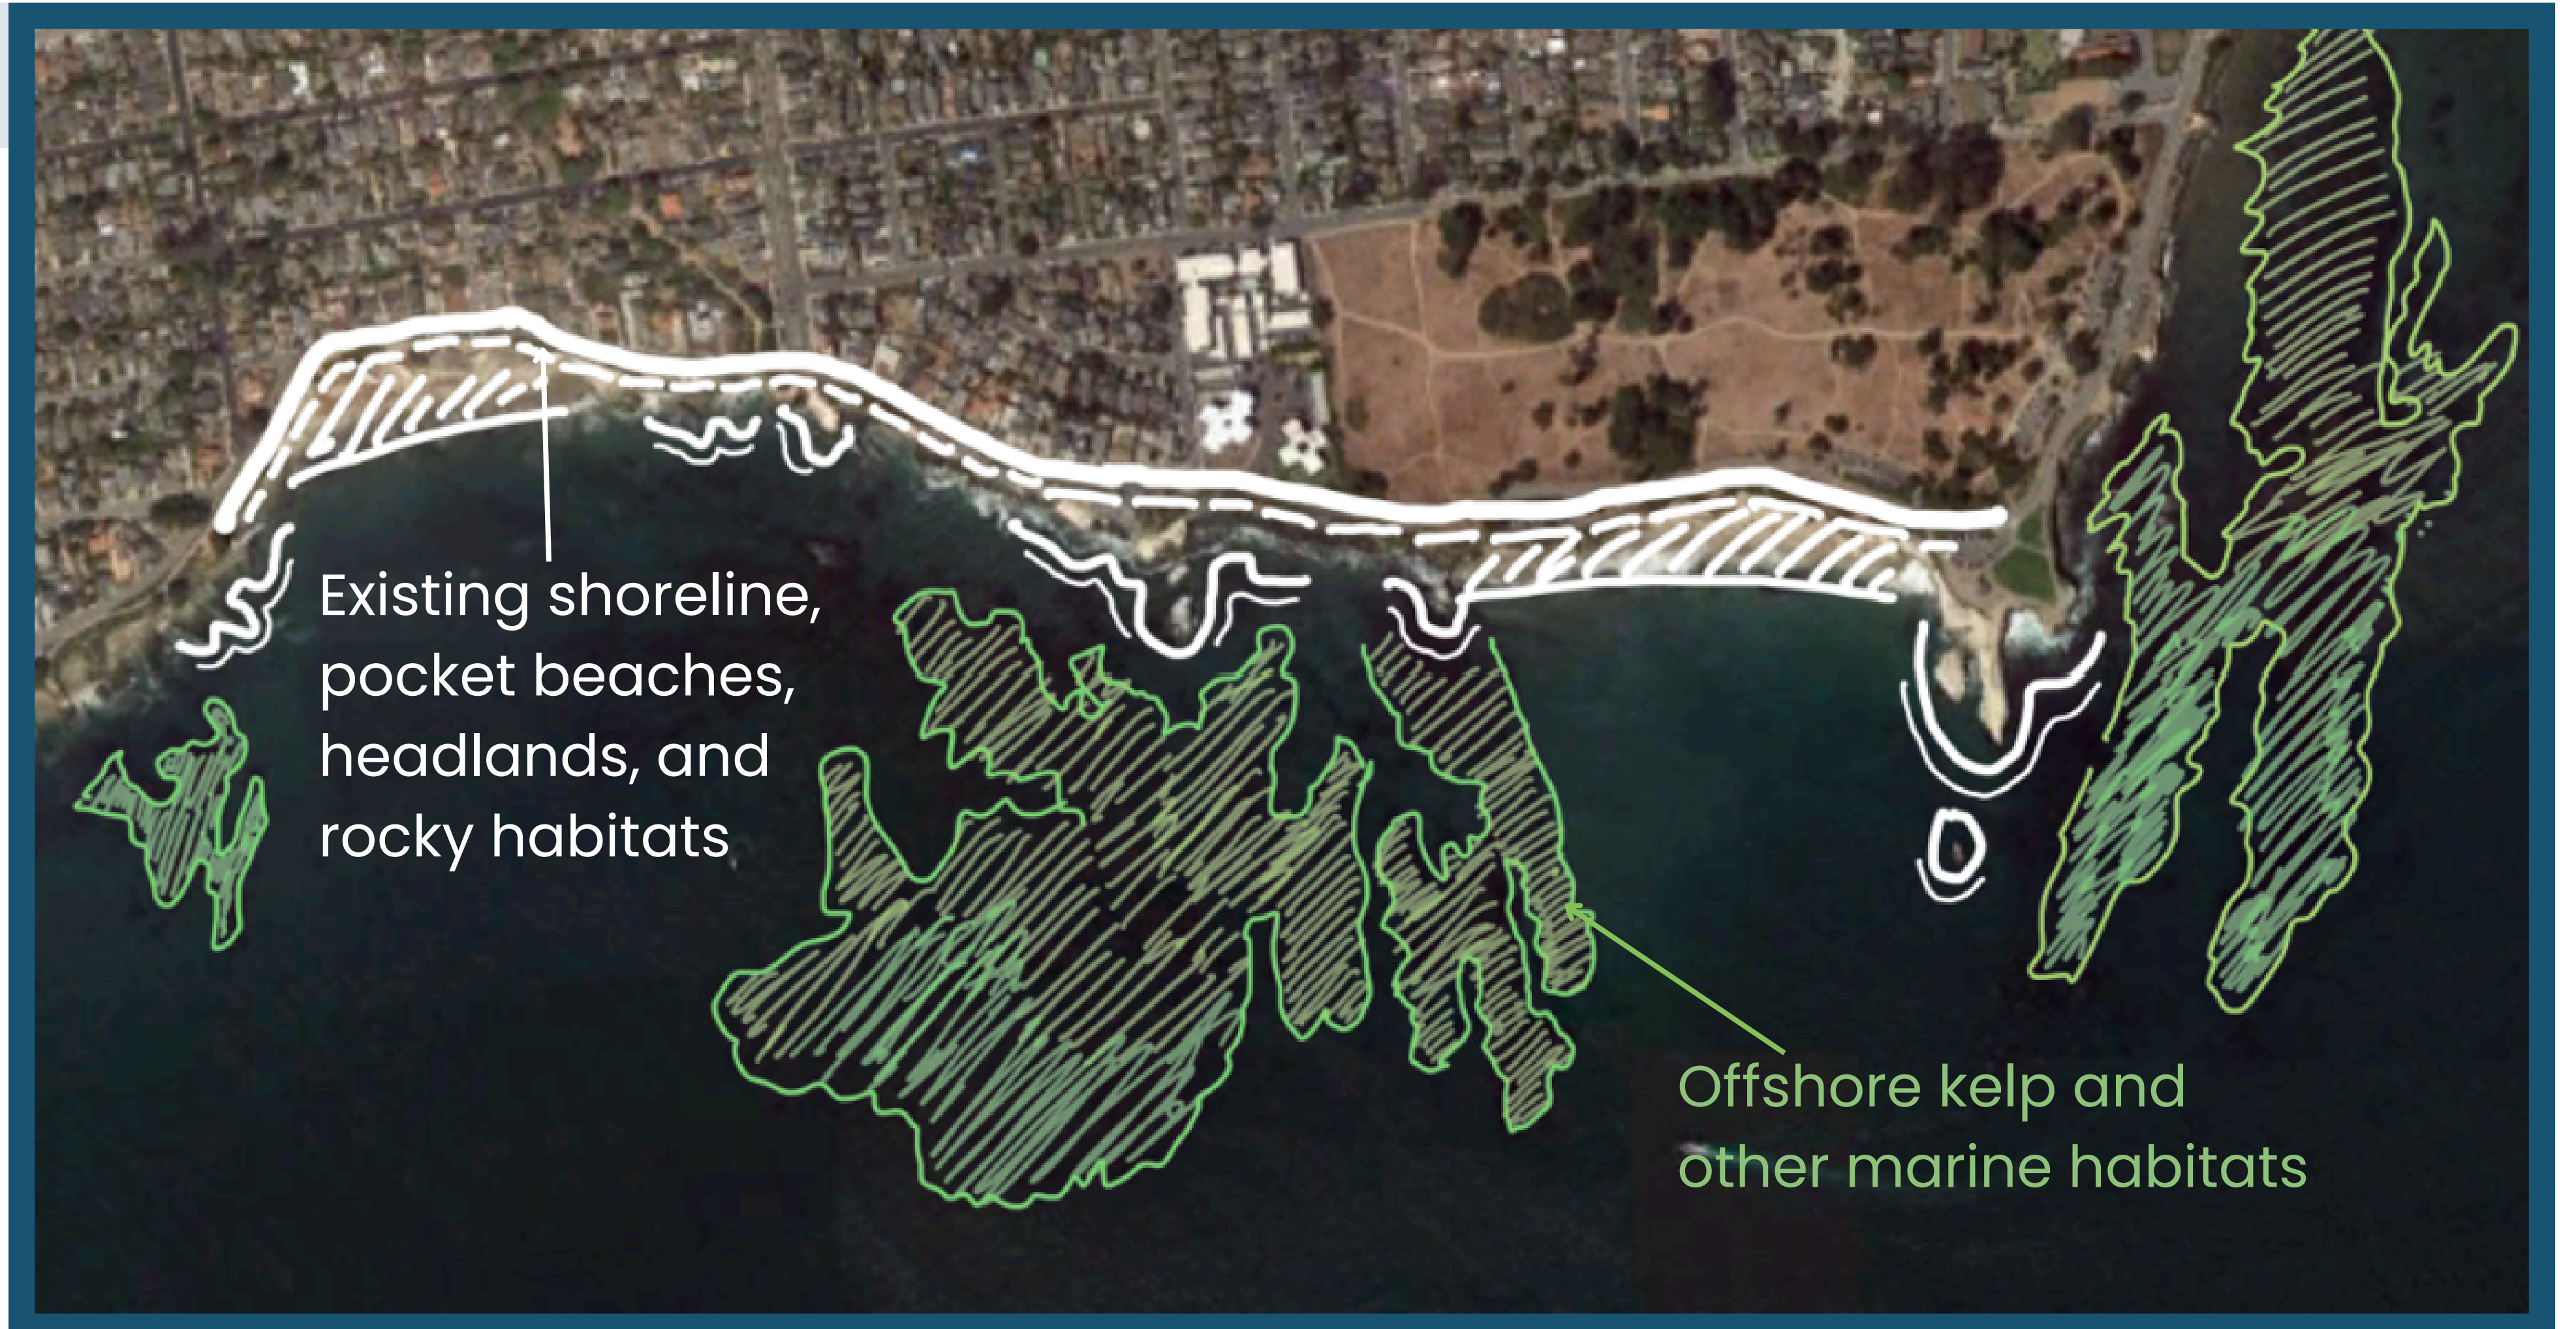 Existing shoreline,
pocket beaches,
headlands, and
rocky habitats
Offshore kelp and
other marine habitats